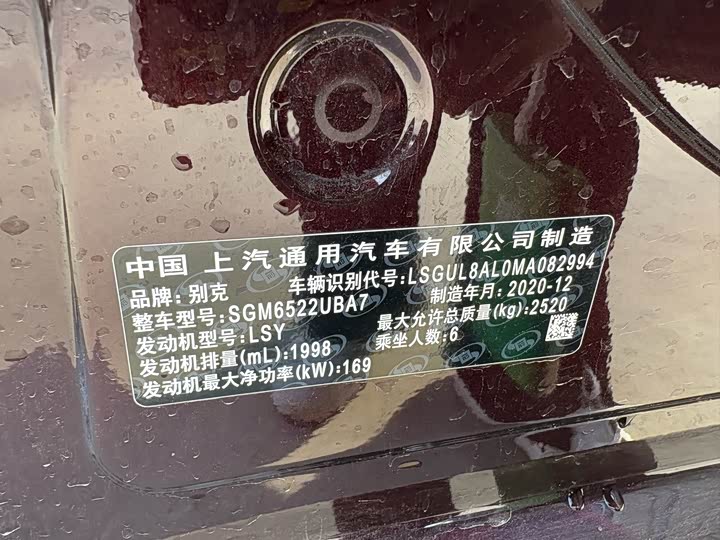 中国 上汽通用汽车有限公司制造
品牌: 别克 车辆识别代号: LSGUL8AL0MA082994
整车型号: SGM6522UBA7 制造年月: 2020-12
发动机型号: LSY 最大允许总质量(kg): 2520
发动机排量(mL): 1998 乘坐人数: 6
发动机最大净功率(kW): 169